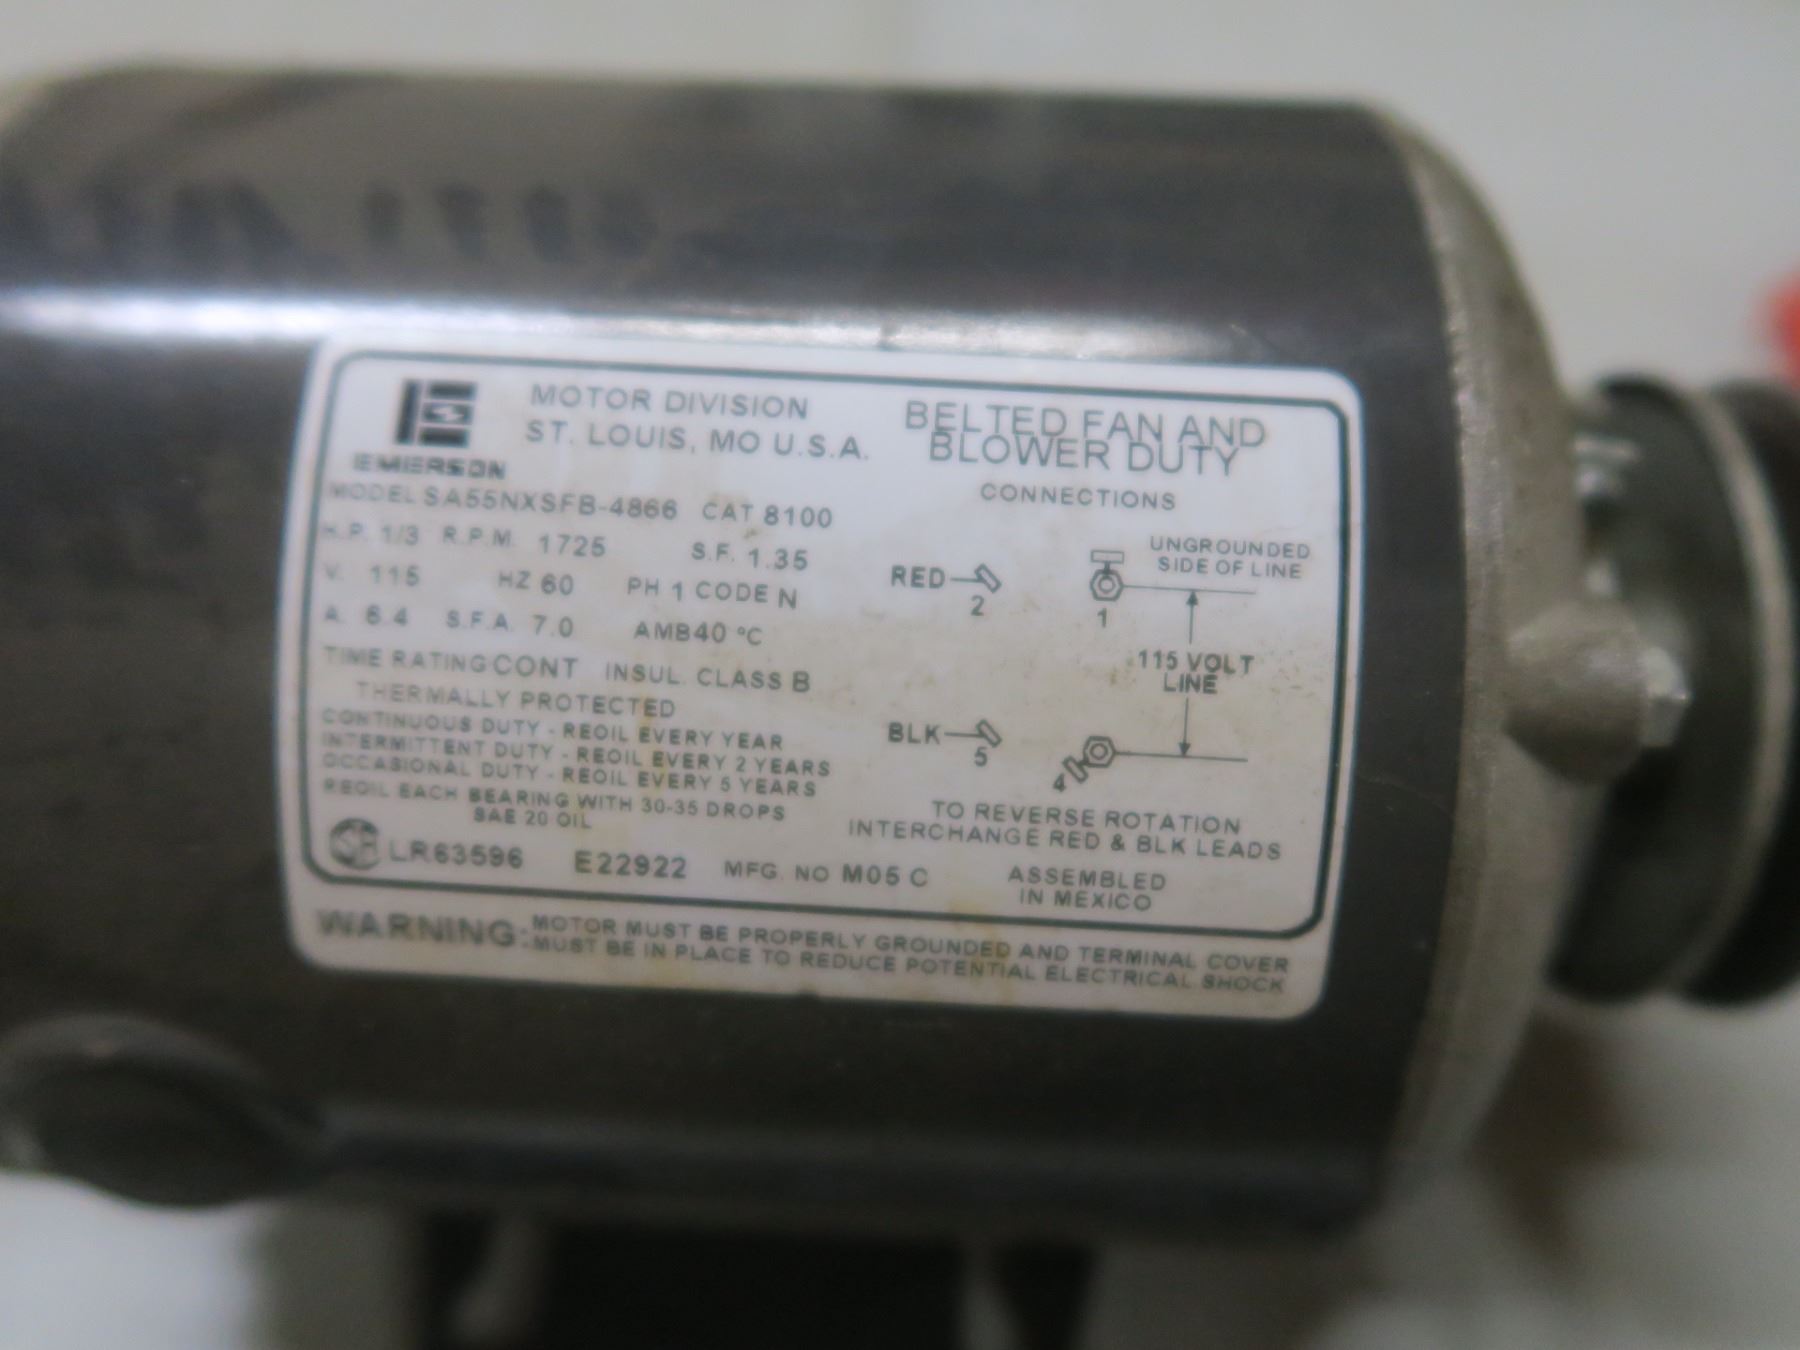 EMERSON
MOTOR DIVISION
ST. LOUIS, MO U.S.A.
MODEL SA55NXSFB-4866 CAT 8100
H.P. 1/3 R.P.M. 1725 S.F. 1.35
V. 115 HZ 60 PH 1 CODE N
A. 6.4 S.F.A. 7.0 AMB 40 °C
TIME RATING CONT INSUL. CLASS B
THERMALLY PROTECTED
CONTINUOUS DUTY - REOIL EVERY YEAR
INTERMITTENT DUTY - REOIL EVERY 2 YEARS
OCCASIONAL DUTY - REOIL EVERY 5 YEARS
REOIL EACH BEARING WITH 30-35 DROPS
SAE 20 OIL
LR63596 E22922 MFG. NO M05 C
BELTED FAN AND
BLOWER DUTY
CONNECTIONS
UNGROUNDED
SIDE OF LINE
RED
2
1
115 VOLT
LINE
BLK
5
4
TO REVERSE ROTATION
INTERCHANGE RED & BLK LEADS
ASSEMBLED
IN MEXICO
WARNING: MOTOR MUST BE PROPERLY GROUNDED AND TERMINAL COVER
MUST BE IN PLACE TO REDUCE POTENTIAL ELECTRICAL SHOCK